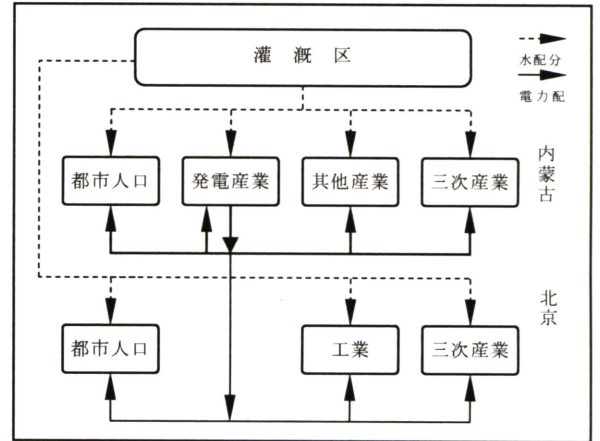 灌漑区
水配分
電力配
都市人口
発電産業
其他産業
三次産業
内蒙古
都市人口
工業
三次産業
北京